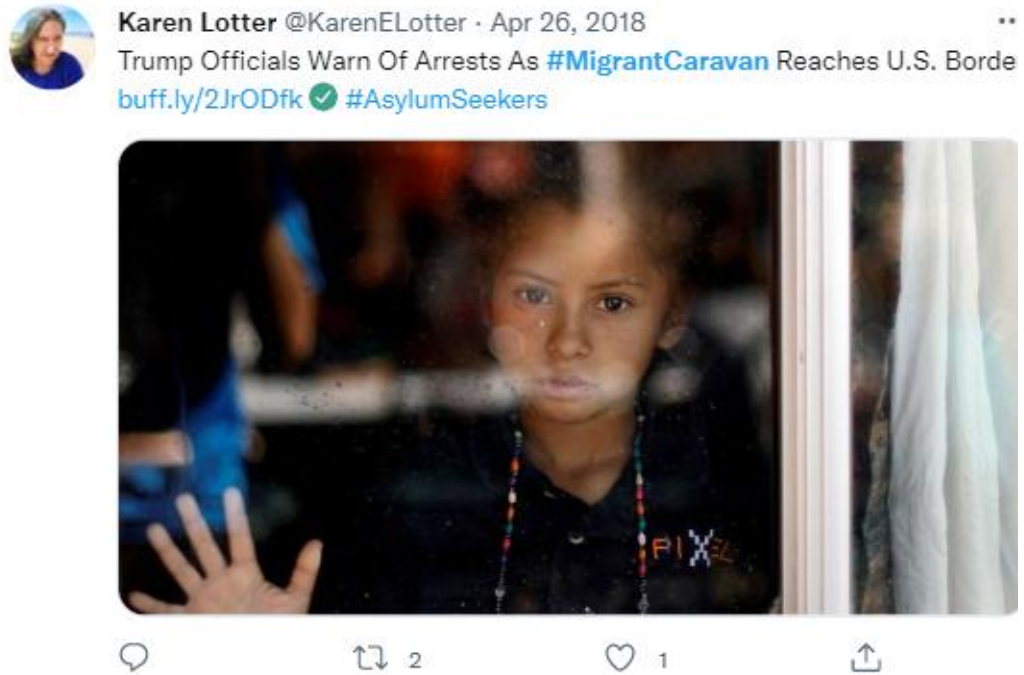 Karen Lotter @KarenELotter · Apr 26, 2018
Trump Officials Warn Of Arrests As #MigrantCaravan Reaches U.S. Borde
buff.ly/2JrODfk ✅ #AsylumSeekers
PIXEL
2
1